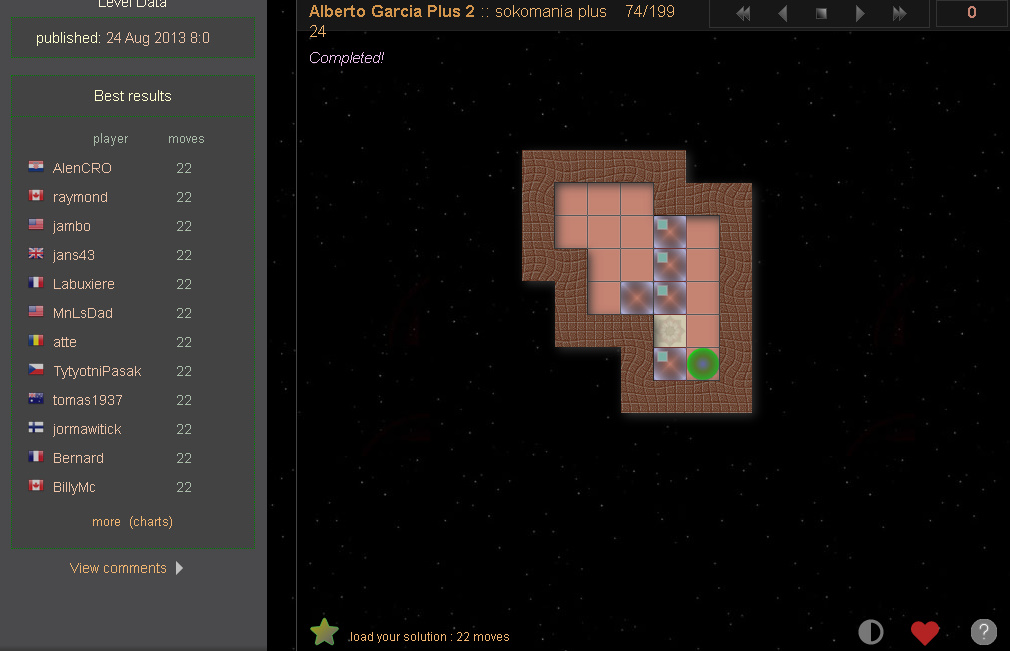 Level Data
published: 24 Aug 2013 8:0
Best results
player moves
AlenCRO 22
raymond 22
jambo 22
jans43 22
Labuxiere 22
MnLsDad 22
atte 22
TytyotniPasak 22
tomas1937 22
jormawitick 22
Bernard 22
BillyMc 22
more (charts)
View comments
Alberto Garcia Plus 2 :: sokomania plus 74/199
24
Completed!
0
load your solution : 22 moves
?